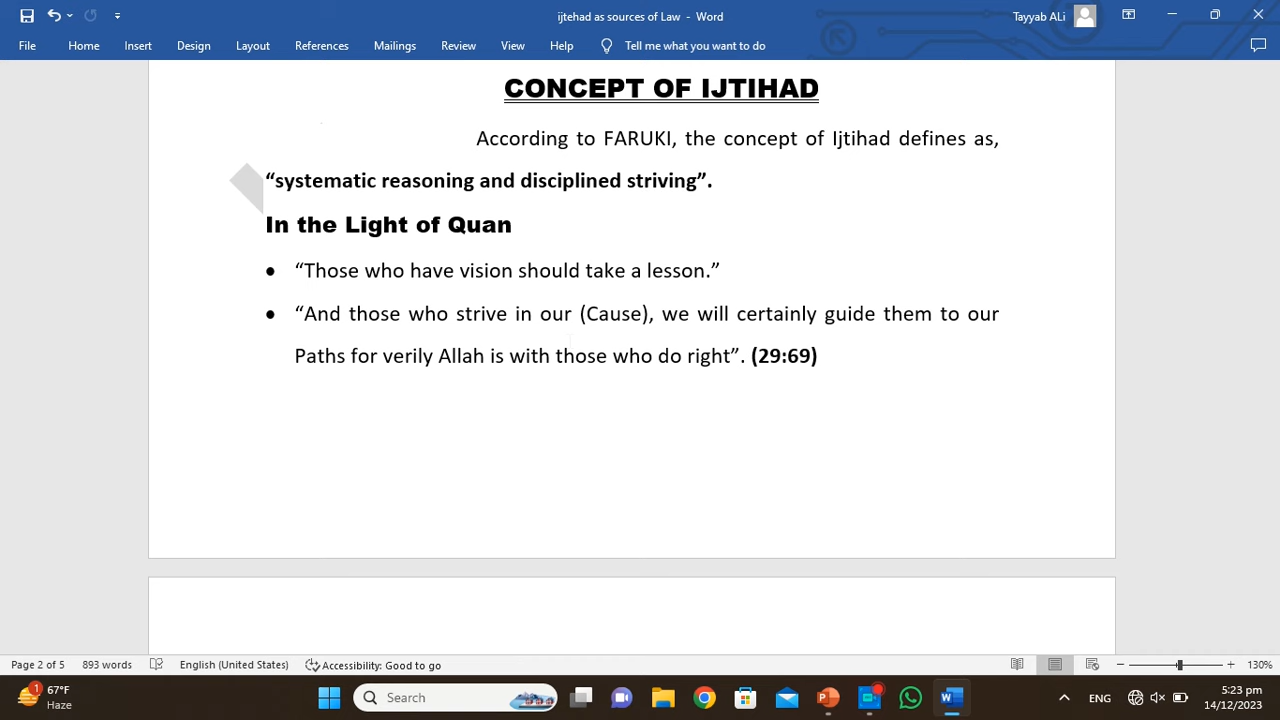 ijtehad as sources of Law - Word
Tayyab ALi
File Home Insert Design Layout References Mailings Review View Help Tell me what you want to do
CONCEPT OF IJTIHAD
According to FARUKI, the concept of Ijtihad defines as,
“systematic reasoning and disciplined striving”.
In the Light of Quan
• “Those who have vision should take a lesson.”
• “And those who strive in our (Cause), we will certainly guide them to our
Paths for verily Allah is with those who do right”. (29:69)
Page 2 of 5 893 words English (United States) Accessibility: Good to go 130%
1 67°F
Haze
Search
ENG
5:23 pm
14/12/2023